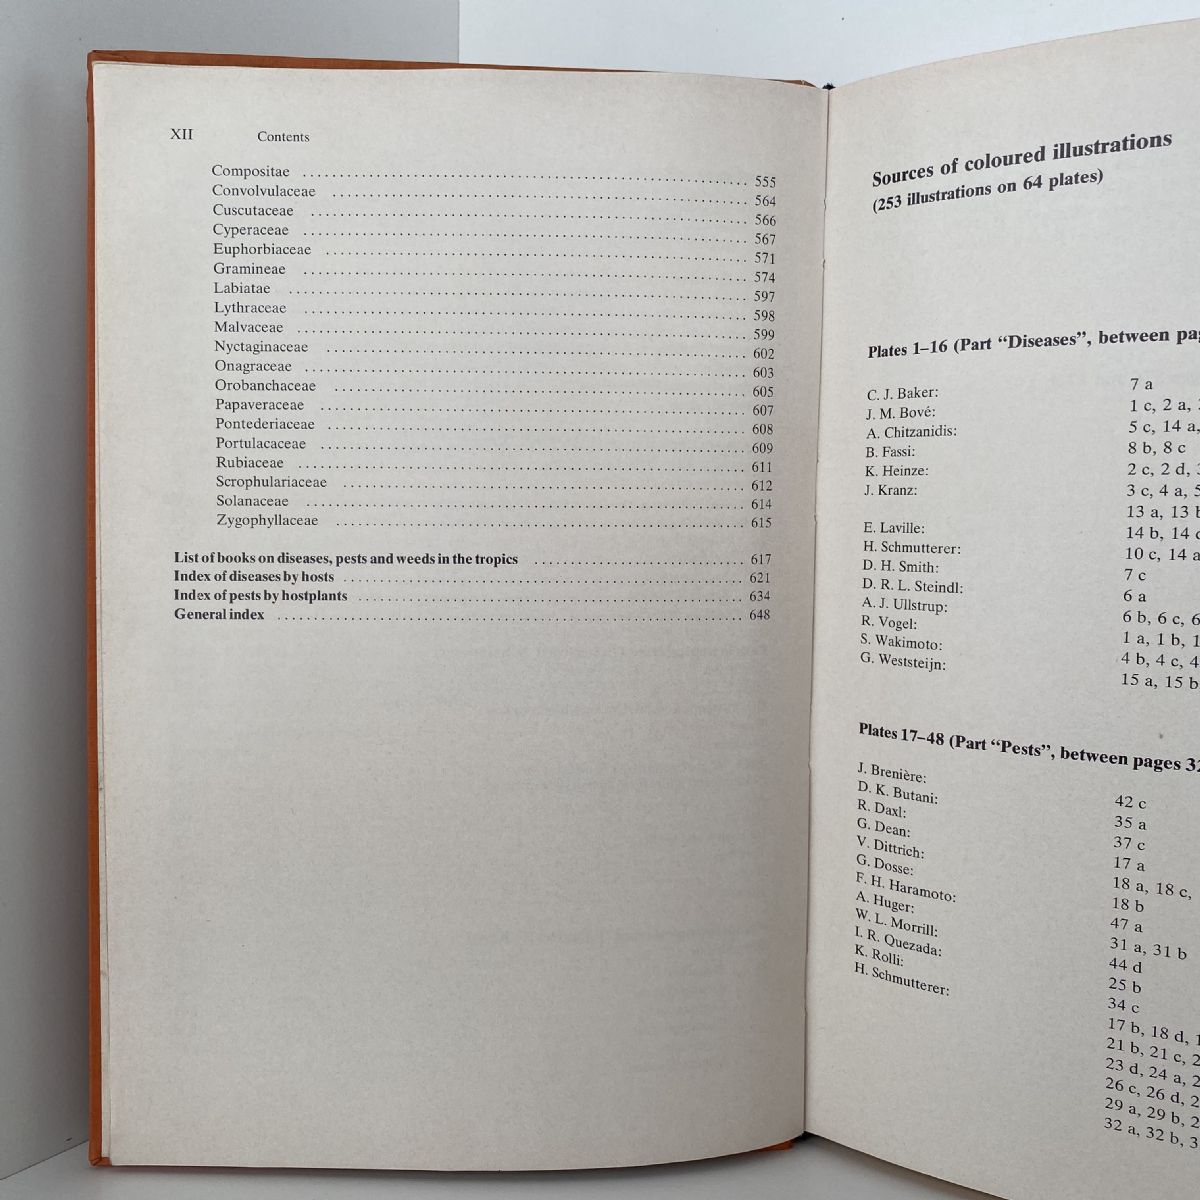 XII Contents
Compositae 555
Convolvulaceae 564
Cuscutaceae 566
Cyperaceae 567
Euphorbiaceae 571
Gramineae 574
Labiatae 597
Lythraceae 598
Malvaceae 599
Nyctaginaceae 602
Onagraceae 603
Orobanchaceae 605
Papaveraceae 607
Pontederiaceae 608
Portulacaceae 609
Rubiaceae 611
Scrophulariaceae 612
Solanaceae 614
Zygophyllaceae 615
List of books on diseases, pests and weeds in the tropics 617
Index of diseases by hosts 621
Index of pests by hostplants 634
General index 648
Sources of coloured illustrations
(253 illustrations on 64 plates)
Plates 1–16 (Part “Diseases”, between
C. J. Baker: 7 a
J. M. Bové: 1 c, 2 a,
A. Chitzanidis: 5 c, 14 a,
B. Fassi: 8 b, 8 c
K. Heinze: 2 c, 2 d,
J. Kranz: 3 c, 4 a,
13 a, 13
E. Laville: 14 b, 14
H. Schmutterer: 10 c, 14 a
D. H. Smith: 7 c
D. R. L. Steindl: 6 a
A. J. Ullstrup: 6 b, 6 c,
R. Vogel: 1 a, 1 b,
S. Wakimoto: 4 b, 4 c,
G. Weststeijn: 15 a, 15 b
Plates 17–48 (Part “Pests”, between pages
J. Brenière: 42 c
D. K. Butani: 35 a
R. Daxl: 37 c
G. Dean: 17 a
V. Dittrich: 18 a, 18 c,
G. Dosse: 18 b
F. H. Haramoto: 47 a
A. Huger: 31 a, 31 b
W. L. Morrill: 44 d
I. R. Quezada: 25 b
K. Rolli: 34 c
H. Schmutterer: 17 b, 18 d,
21 b, 21 c,
23 d, 24 a,
26 c, 26 d,
29 a, 29 b,
32 a, 32 b,